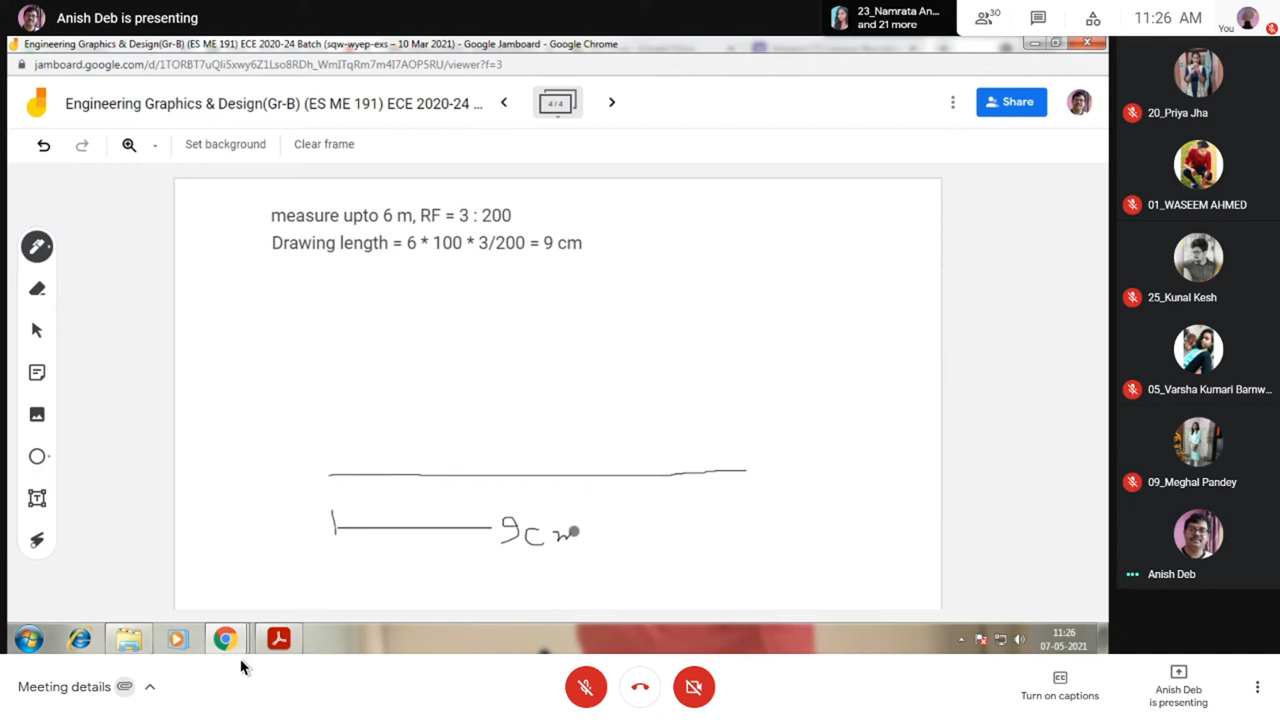 Anish Deb is presenting
23_Namrata An...
and 21 more
30
11:26 AM
You
Engineering Graphics & Design(Gr-B) (ES ME 191) ECE 2020-24 Batch (sqw-wyep-exs – 10 Mar 2021) - Google Jamboard - Google Chrome
jamboard.google.com/d/1TORBT7uQli5xwy6Z1Lso8RDh_WmITqRm7m4I7AOP5RU/viewer?f=3
Engineering Graphics & Design(Gr-B) (ES ME 191) ECE 2020-24 ...
4/4
Share
Set background
Clear frame
measure upto 6 m, RF = 3 : 200
Drawing length = 6 * 100 * 3/200 = 9 cm
9cm
20_Priya Jha
01_WASEEM AHMED
25_Kunal Kesh
05_Varsha Kumari Barnw...
09_Meghal Pandey
Anish Deb
11:26
07-05-2021
Meeting details
Turn on captions
Anish Deb
is presenting